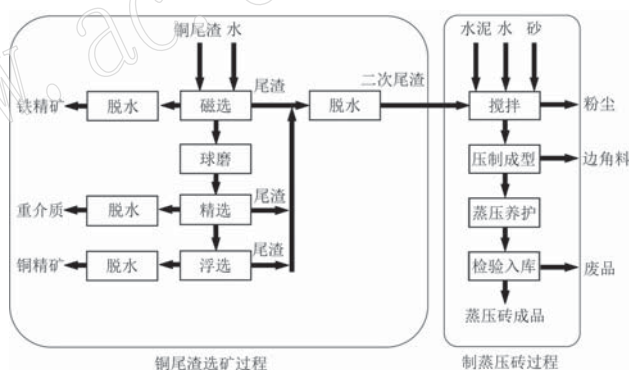 铜尾渣 水
水泥 水 砂
铁精矿 脱水 磁选 尾渣 脱水 二次尾渣 搅拌 粉尘
球磨 压制成型 边角料
重介质 脱水 精选 尾渣 蒸压养护
铜精矿 脱水 浮选 尾渣 检验入库 废品
蒸压砖成品
铜尾渣选矿过程
制蒸压砖过程